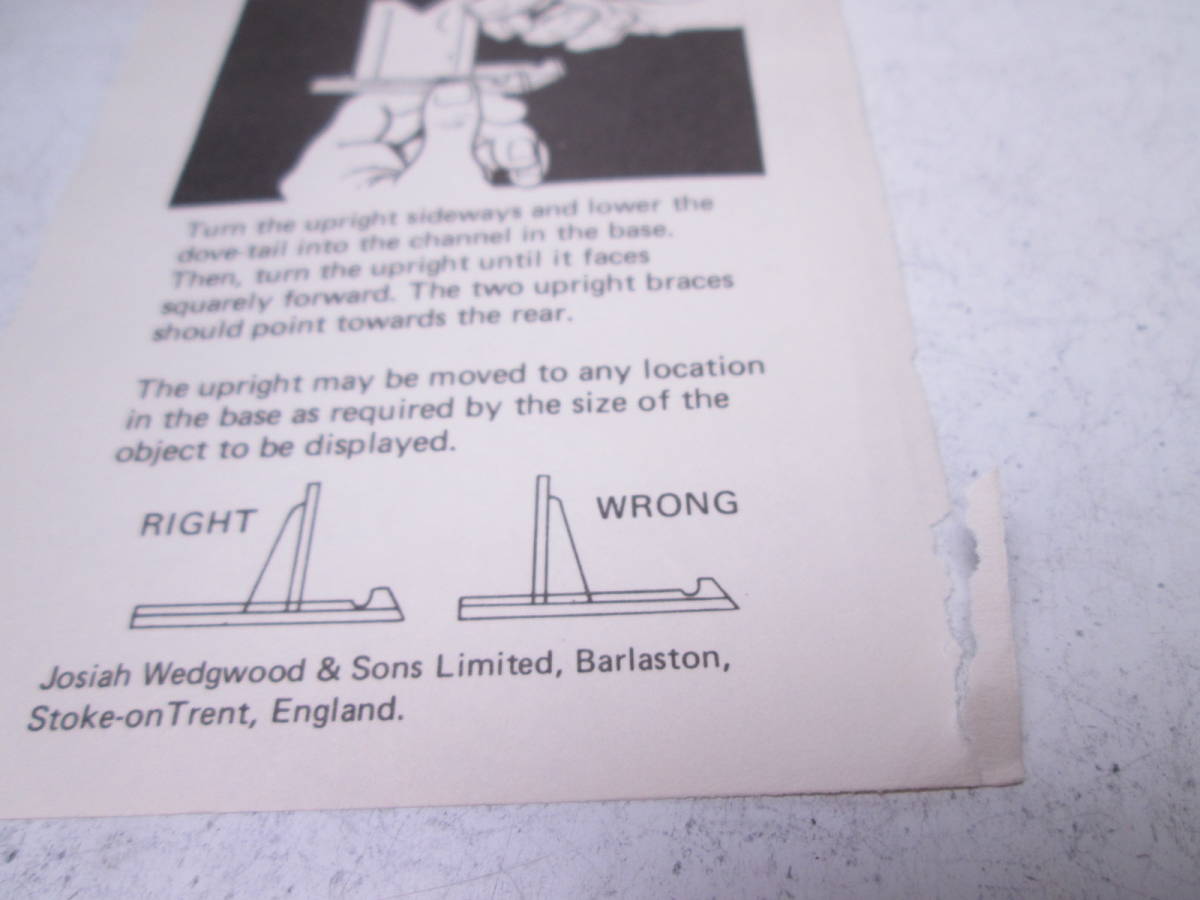 Turn the upright sideways and lower the
dove-tail into the channel in the base.
Then, turn the upright until it faces
squarely forward. The two upright braces
should point towards the rear.
The upright may be moved to any location
in the base as required by the size of the
object to be displayed.
RIGHT
WRONG
Josiah Wedgwood & Sons Limited, Barlaston,
Stoke-onTrent, England.